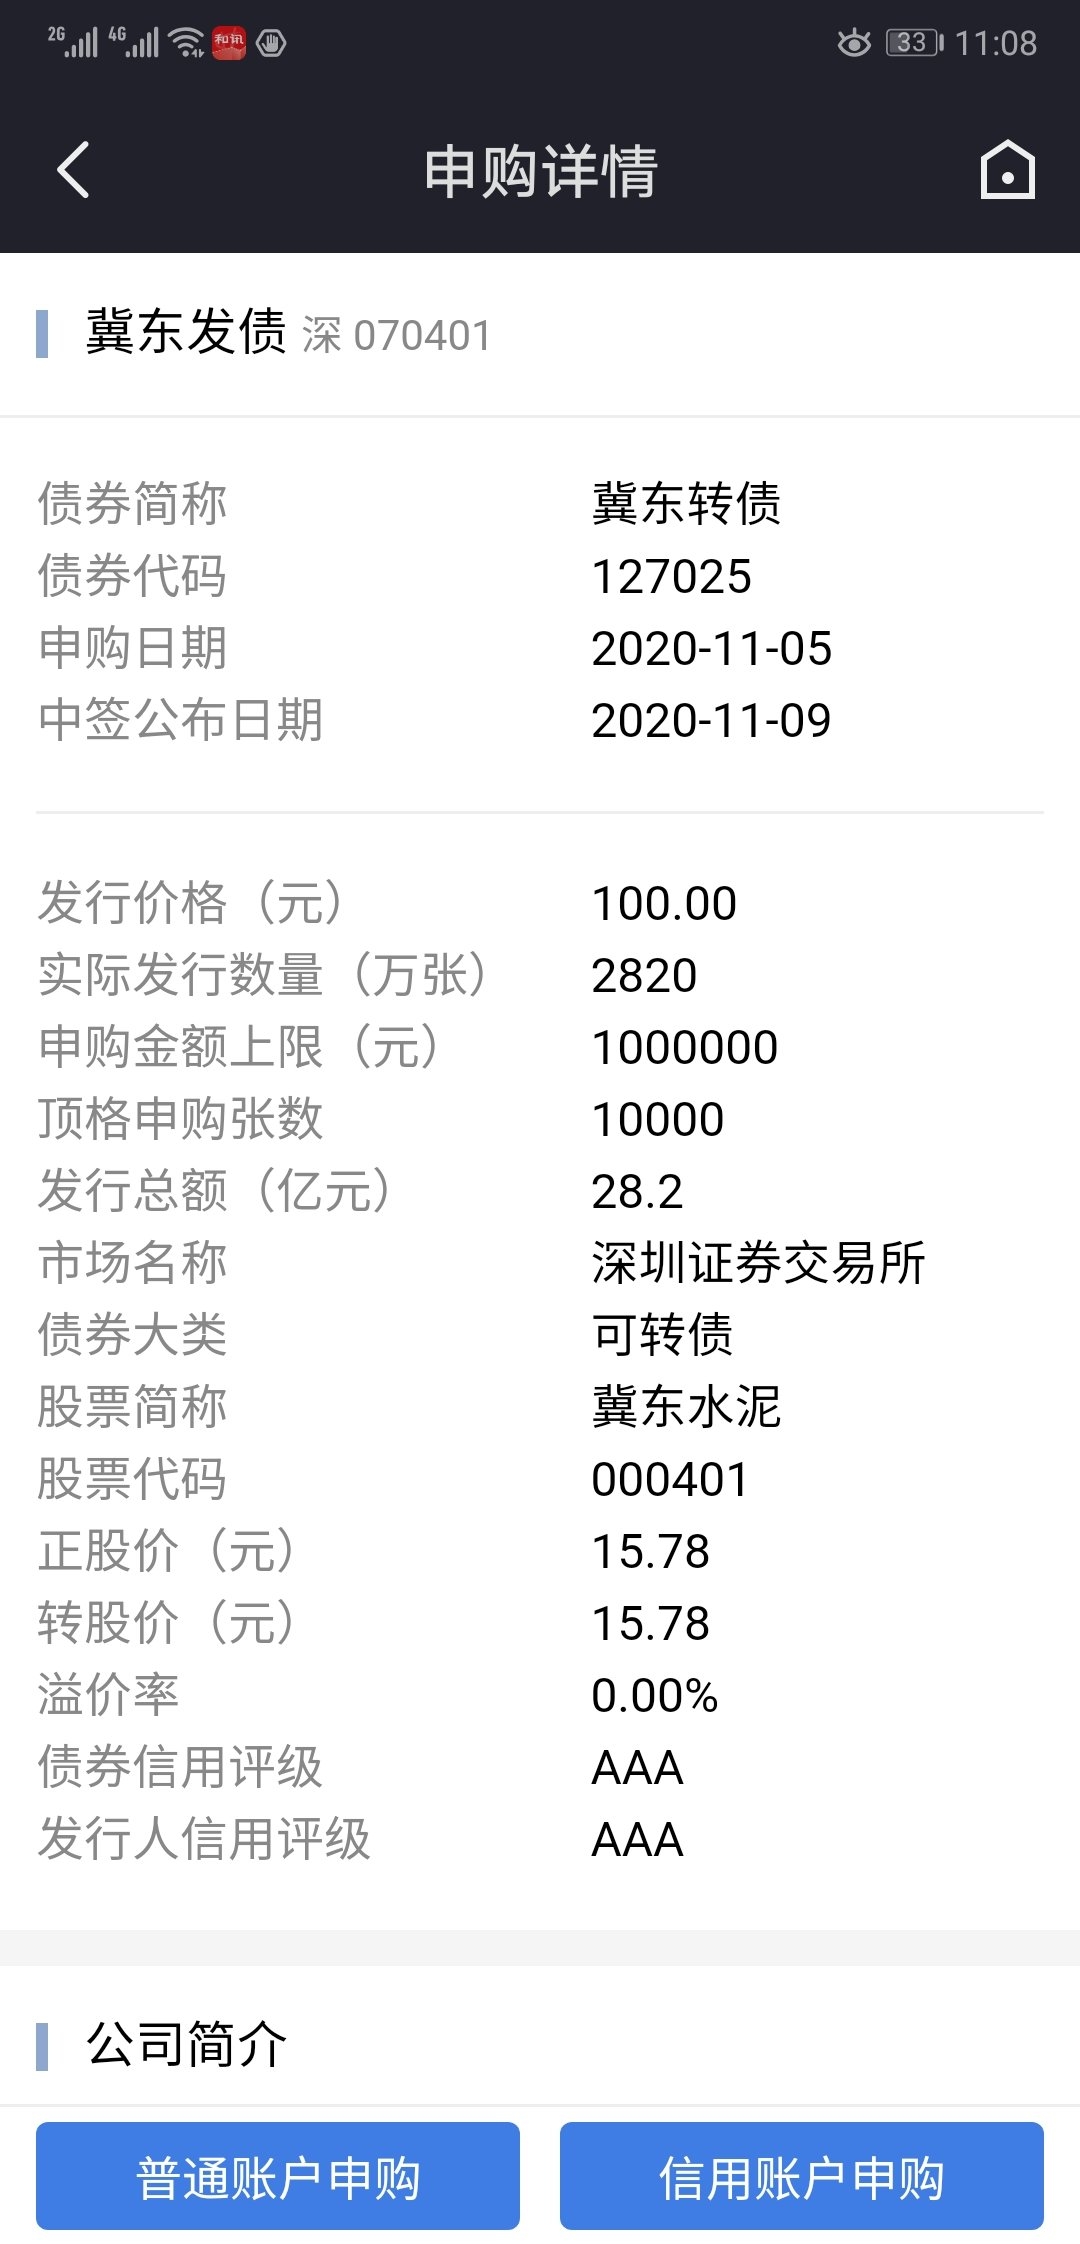 2G 4G 和讯 33 11:08
申购详情
冀东发债 深 070401
债券简称 冀东转债
债券代码 127025
申购日期 2020-11-05
中签公布日期 2020-11-09
发行价格（元） 100.00
实际发行数量（万张） 2820
申购金额上限（元） 1000000
顶格申购张数 10000
发行总额（亿元） 28.2
市场名称 深圳证券交易所
债券大类 可转债
股票简称 冀东水泥
股票代码 000401
正股价（元） 15.78
转股价（元） 15.78
溢价率 0.00%
债券信用评级 AAA
发行人信用评级 AAA
公司简介
普通账户申购 信用账户申购